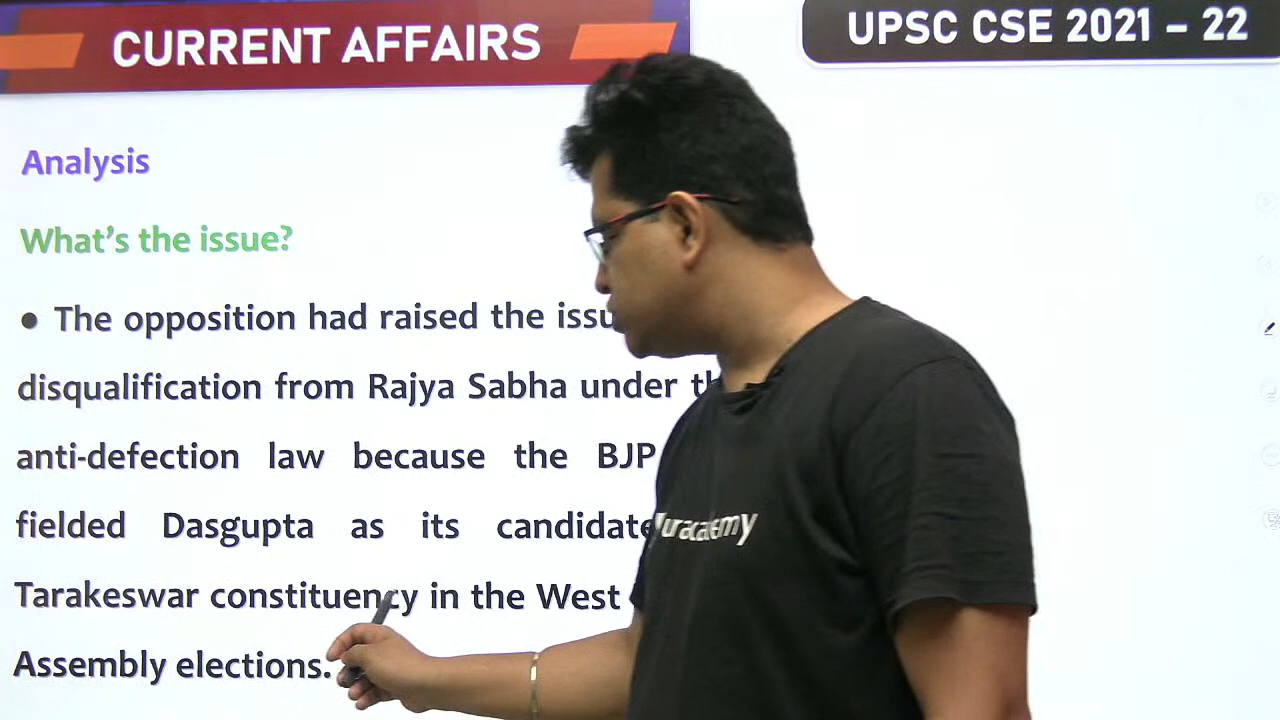 CURRENT AFFAIRS
UPSC CSE 2021 – 22
Analysis
What's the issue?
● The opposition had raised the
disqualification from Rajya Sabha under
anti-defection law because the BJP
fielded Dasgupta as its candidate
Tarakeswar constituency in the West
Assembly elections.